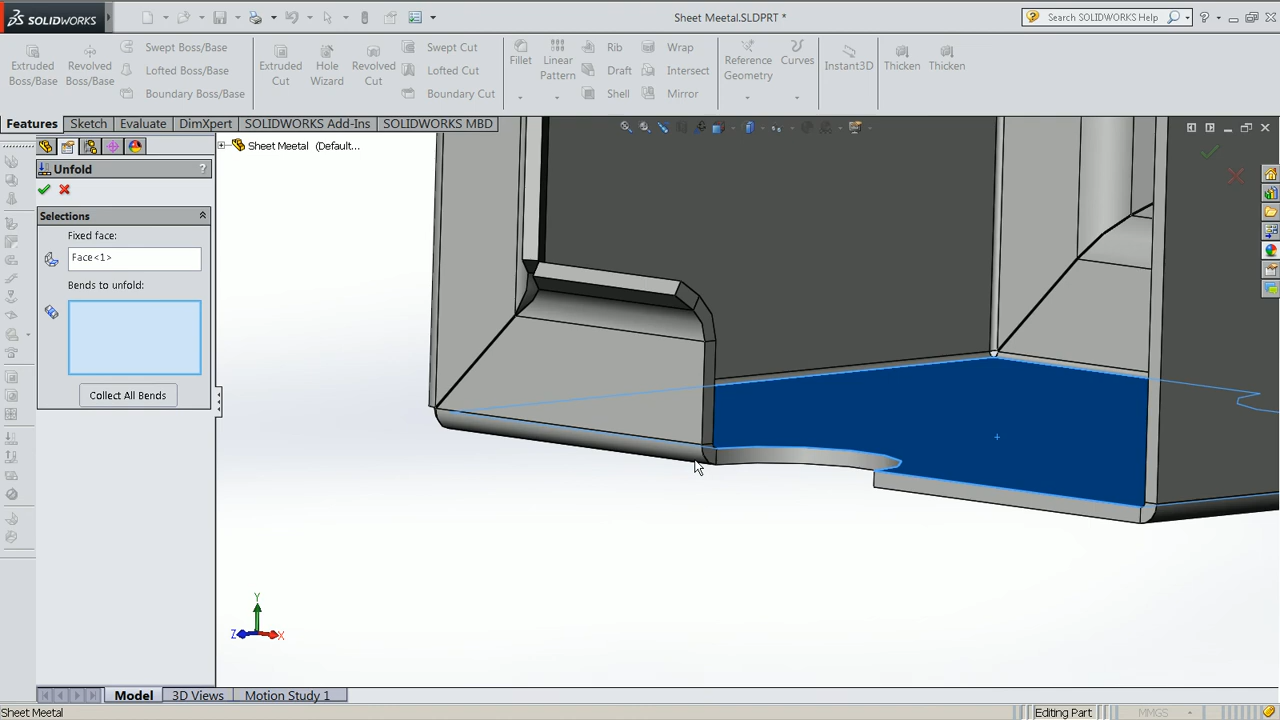 SOLIDWORKS
Sheet Meetal.SLDPRT *
Search SOLIDWORKS Help
Extruded Boss/Base
Revolved Boss/Base
Swept Boss/Base
Lofted Boss/Base
Boundary Boss/Base
Extruded Cut
Hole Wizard
Revolved Cut
Swept Cut
Lofted Cut
Boundary Cut
Fillet
Linear Pattern
Rib
Draft
Shell
Wrap
Intersect
Mirror
Reference Geometry
Curves
Instant3D
Thicken
Thicken
Features
Sketch
Evaluate
DimXpert
SOLIDWORKS Add-Ins
SOLIDWORKS MBD
Sheet Meetal (Default...
Unfold
?
Selections
Fixed face:
Face<1>
Bends to unfold:
Collect All Bends
Y
Z
X
Model
3D Views
Motion Study 1
Sheet Meetal
Editing Part
MMGS